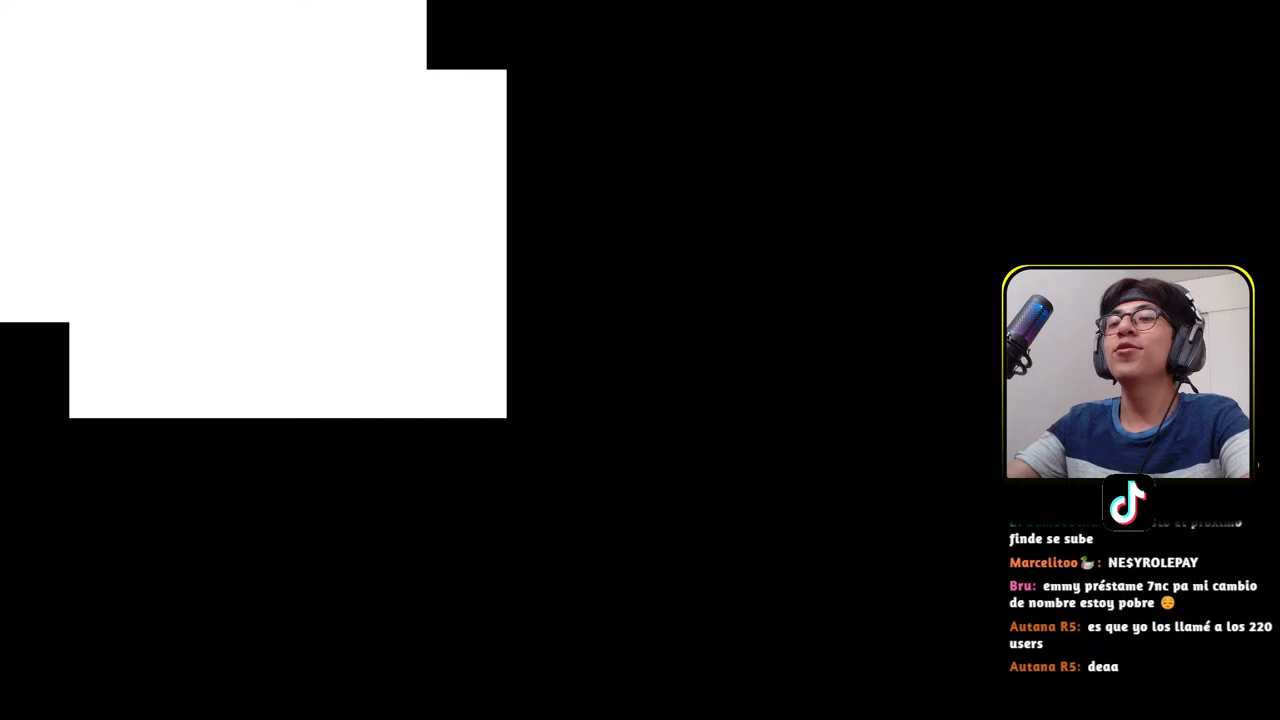 finde se sube
Marcelitoo🦆: NE$YROLEPAY
Bru: emmy préstame 7nc pa mi cambio
de nombre estoy pobre 😔
Autana R5: es que yo los llamé a los 220
users
Autana R5: deaa